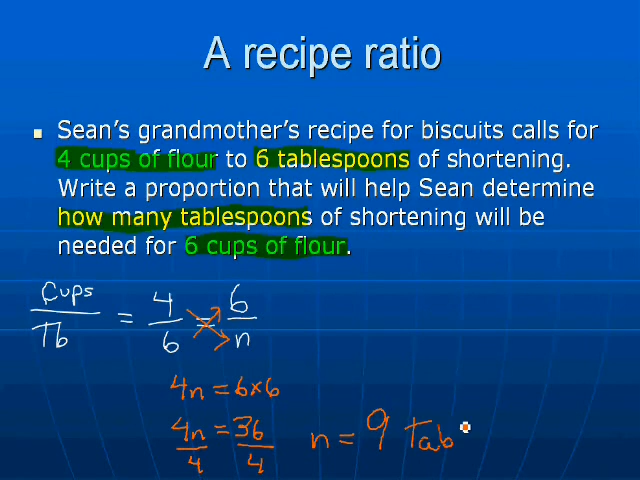 A recipe ratio
Sean's grandmother's recipe for biscuits calls for
4 cups of flour to 6 tablespoons of shortening.
Write a proportion that will help Sean determine
how many tablespoons of shortening will be
needed for 6 cups of flour.
Cups/Tb = 4/6 = 6/n
4n = 6×6
4n/4 = 36/4
n = 9 Tab